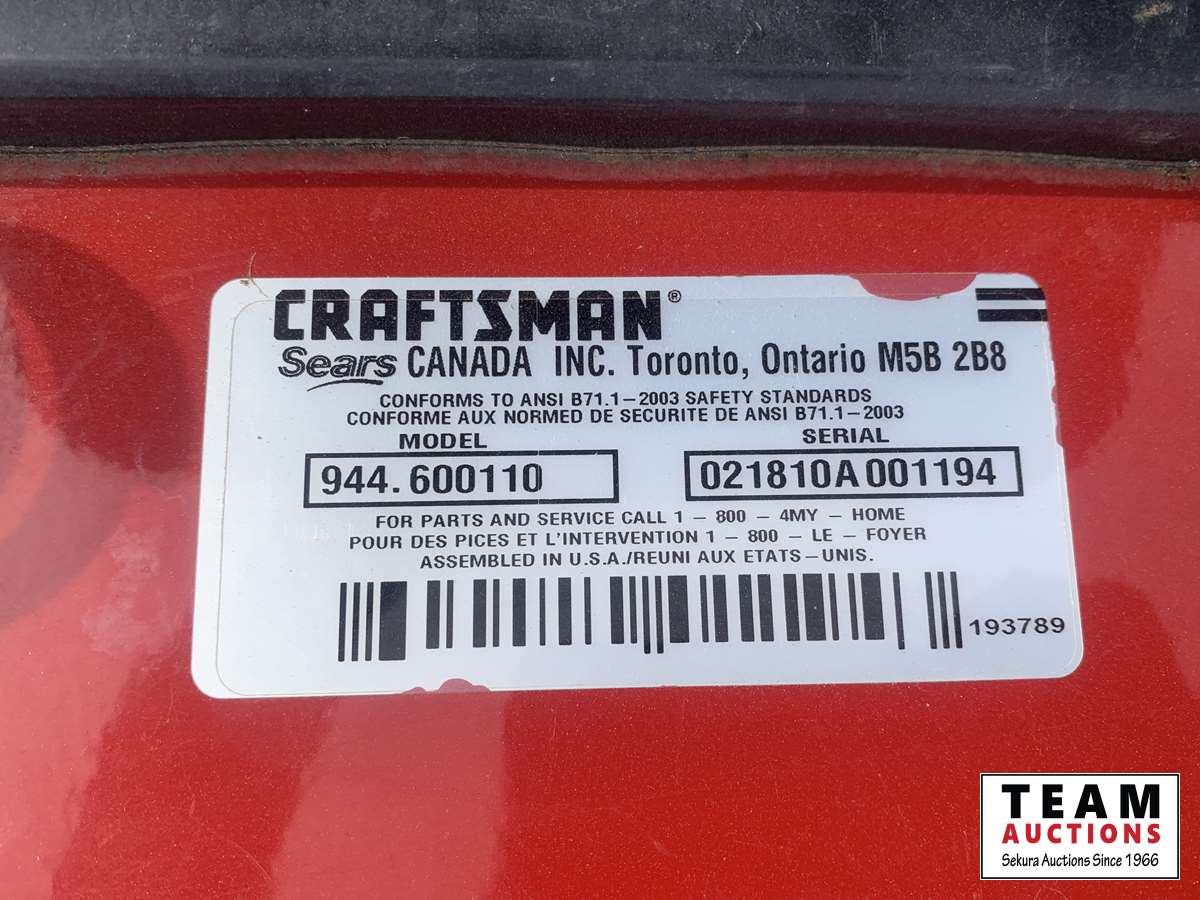 CRAFTSMAN®
Sears CANADA INC. Toronto, Ontario M5B 2B8
CONFORMS TO ANSI B71.1-2003 SAFETY STANDARDS
CONFORME AUX NORMED DE SECURITE DE ANSI B71.1-2003
MODEL SERIAL
944.600110 021810A001194
FOR PARTS AND SERVICE CALL 1 - 800 - 4MY - HOME
POUR DES PICES ET L'INTERVENTION 1 - 800 - LE - FOYER
ASSEMBLED IN U.S.A./REUNI AUX ETATS-UNIS.
193789
TEAM
AUCTIONS
Sekura Auctions Since 1966